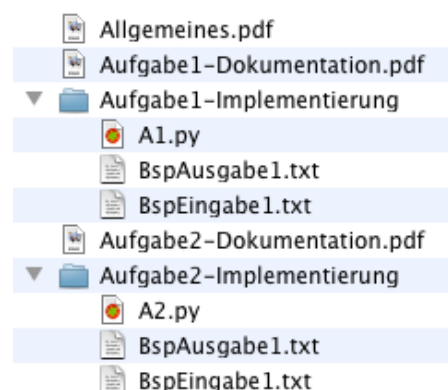 Allgemeines.pdf
Aufgabe1-Dokumentation.pdf
Aufgabe1-Implementierung
A1.py
BspAusgabe1.txt
BspEingabe1.txt
Aufgabe2-Dokumentation.pdf
Aufgabe2-Implementierung
A2.py
BspAusgabe1.txt
BspEingabe1.txt